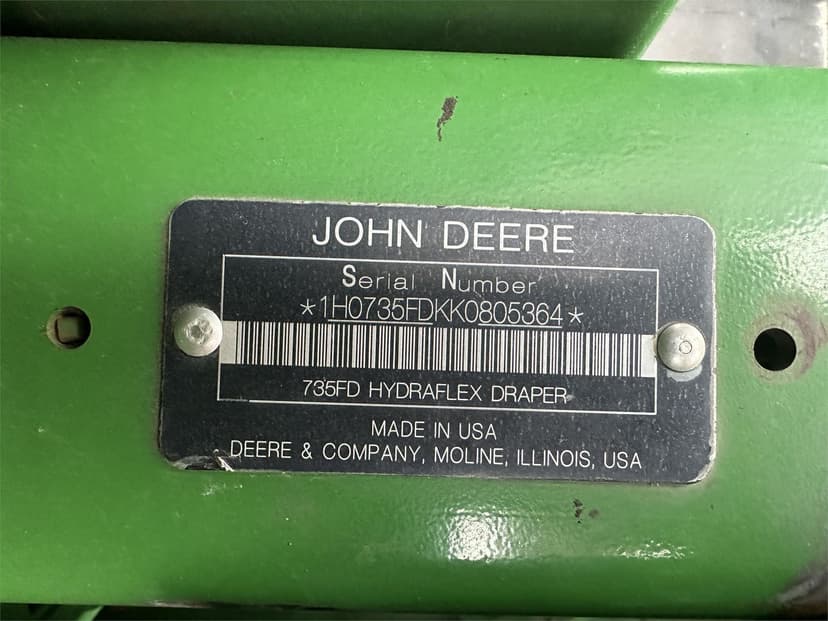 JOHN DEERE
Serial Number
*1H0735FDKK0805364*
735FD HYDRAFLEX DRAPER
MADE IN USA
DEERE & COMPANY, MOLINE, ILLINOIS, USA